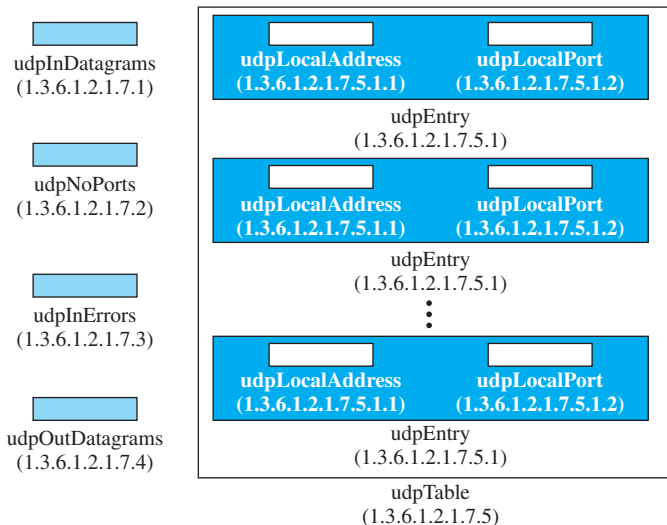 udpInDatagrams
(1.3.6.1.2.1.7.1)
udpNoPorts
(1.3.6.1.2.1.7.2)
udpInErrors
(1.3.6.1.2.1.7.3)
udpOutDatagrams
(1.3.6.1.2.1.7.4)
udpLocalAddress
(1.3.6.1.2.1.7.5.1.1)
udpLocalPort
(1.3.6.1.2.1.7.5.1.2)
udpEntry
(1.3.6.1.2.1.7.5.1)
udpLocalAddress
(1.3.6.1.2.1.7.5.1.1)
udpLocalPort
(1.3.6.1.2.1.7.5.1.2)
udpEntry
(1.3.6.1.2.1.7.5.1)
udpLocalAddress
(1.3.6.1.2.1.7.5.1.1)
udpLocalPort
(1.3.6.1.2.1.7.5.1.2)
udpEntry
(1.3.6.1.2.1.7.5.1)
udpTable
(1.3.6.1.2.1.7.5)